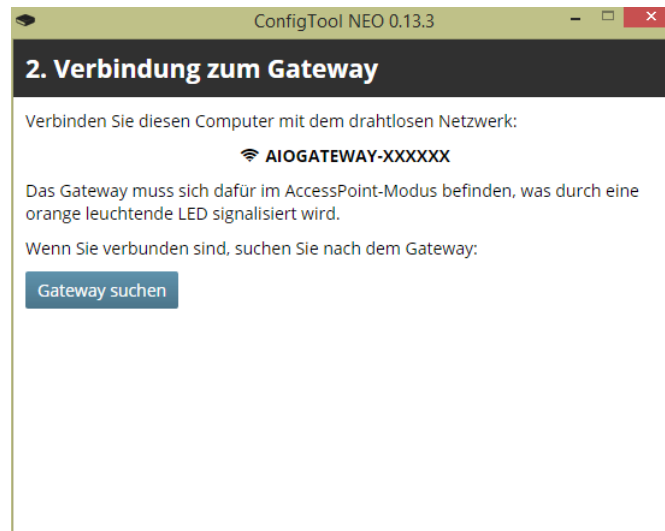 ConfigTool NEO 0.13.3
2. Verbindung zum Gateway
Verbinden Sie diesen Computer mit dem drahtlosen Netzwerk:
AIOGATEWAY-XXXXXX
Das Gateway muss sich dafür im AccessPoint-Modus befinden, was durch eine
orange leuchtende LED signalisiert wird.
Wenn Sie verbunden sind, suchen Sie nach dem Gateway:
Gateway suchen